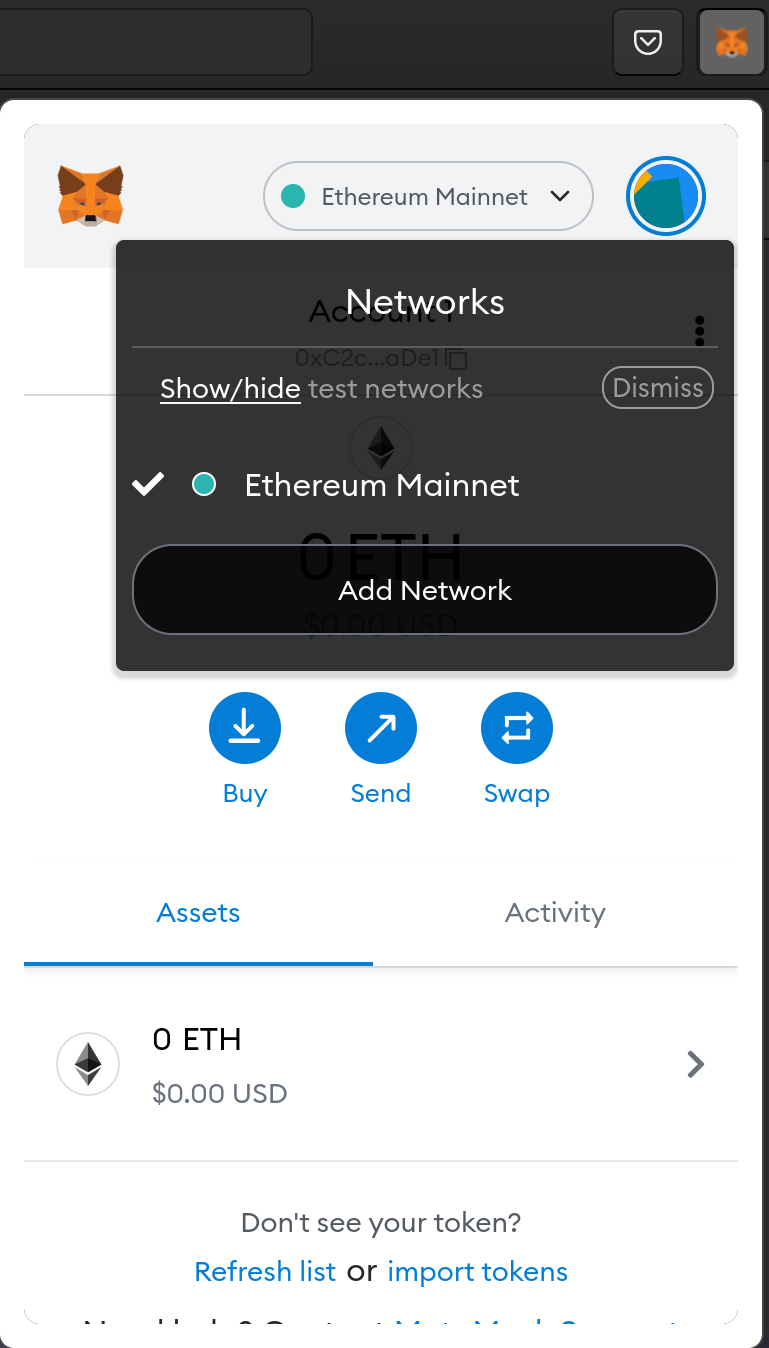 Ethereum Mainnet
Networks
Account 1
0xC2c...aDe1
Show/hide test networks
Dismiss
Ethereum Mainnet
0 ETH
Add Network
$0.00 USD
Buy
Send
Swap
Assets
Activity
0 ETH
$0.00 USD
Don't see your token?
Refresh list or import tokens